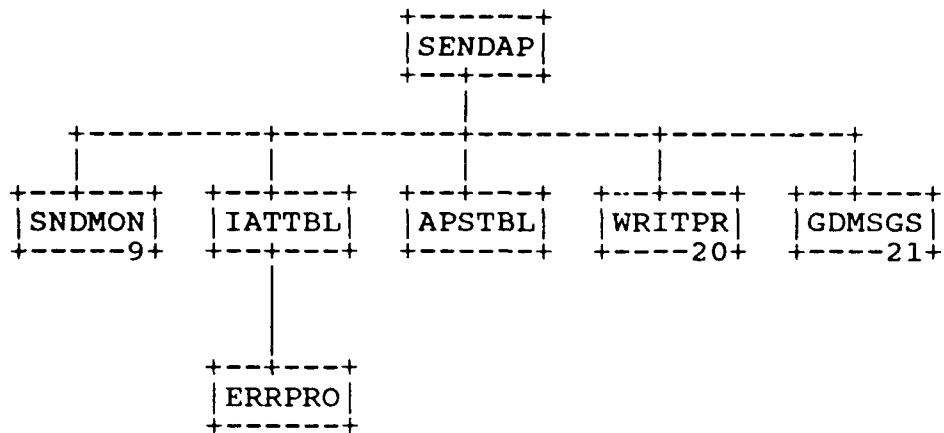 SENDAP
SNDMON IATTBL APSTBL WRITPR GDMSGS
9 20 21
ERRPRO